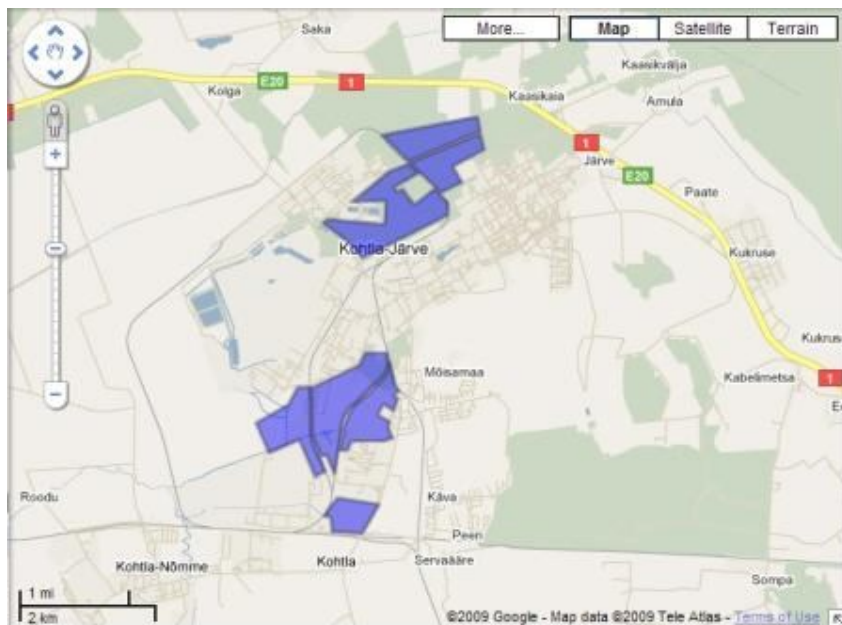 Saka
More...
Map
Satellite
Terrain
Kolga
E20
1
Kaasikvälja
Kaasikaia
Amula
1
Järve
E20
Paate
Kohtla-Järve
Kukruse
Kukruse
Mõisamaa
Kabelimetsa
1
Roodu
Käva
Peen
Kohtla-Nõmme
Kohtla
Servaääre
Sompa
1 mi
2 km
©2009 Google - Map data ©2009 Tele Atlas - Terms of Use